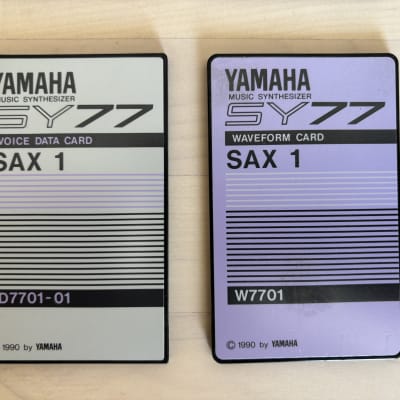 YAMAHA
MUSIC SYNTHESIZER
SY77
VOICE DATA CARD
SAX 1
D7701-01
1990 by YAMAHA
YAMAHA
MUSIC SYNTHESIZER
SY77
WAVEFORM CARD
SAX 1
W7701
© 1990 by YAMAHA